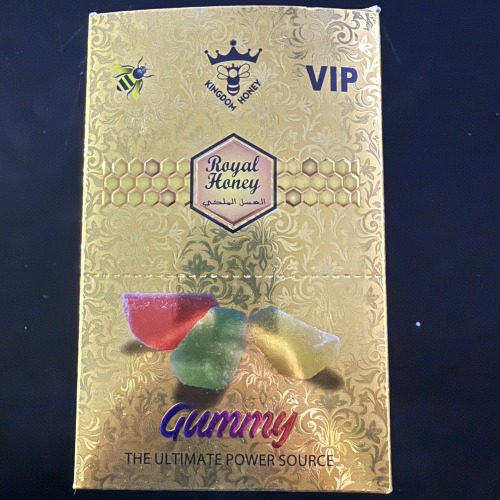 KINGDOM HONEY
VIP
Royal
Honey
العسل الملكي
Gummy
THE ULTIMATE POWER SOURCE